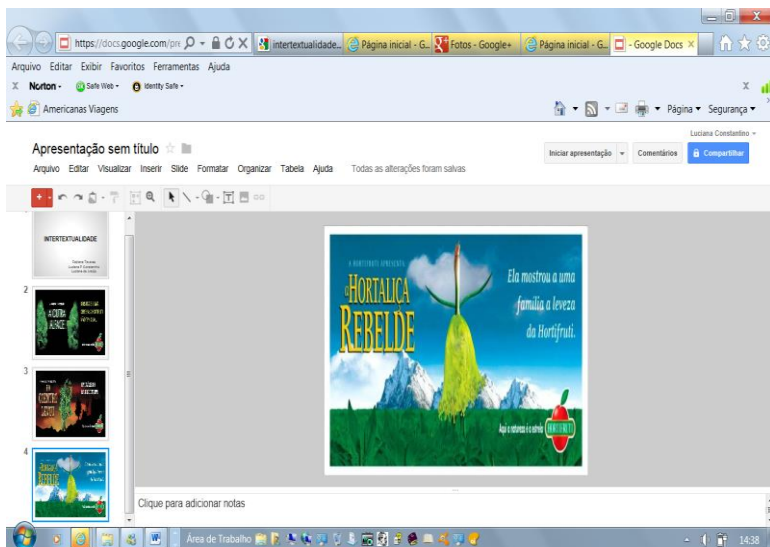 https://docs.google.com/pre
intertextualidade...
Página inicial - G...
Fotos - Google+
Página inicial - G...
- Google Docs
Arquivo Editar Exibir Favoritos Ferramentas Ajuda
X Norton - Safe Web - Identity Safe -
Americanas Viagens
Página
Segurança
Luciana Constantino
Apresentação sem título
Iniciar apresentação
Comentários
Compartilhar
Arquivo Editar Visualizar Inserir Slide Formatar Organizar Tabela Ajuda Todas as alterações foram salvas
INTERTEXTUALIDADE
2
3
4
A HORTIFRUTI APRESENTA
A HORTALIÇA
REBELDE
Ela mostrou a uma
família a leveza
da Hortifruti.
Aqui a natureza é a estrela
HORTIFRUTI
Clique para adicionar notas
Área de Trabalho
14:38